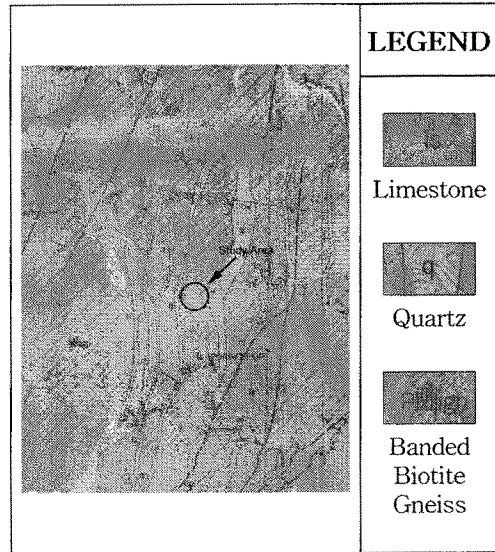 LEGEND
Study Area
Limestone
q
Quartz
Banded
Biotite
Gneiss